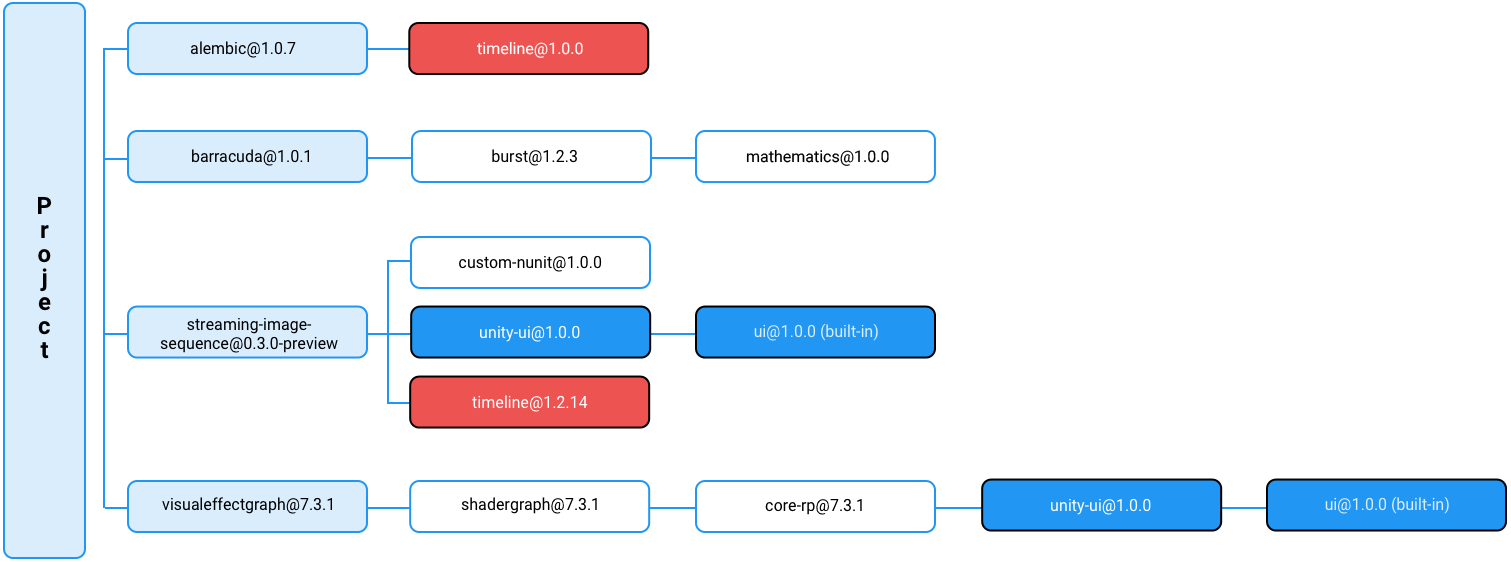 Project
alembic@1.0.7
timeline@1.0.0
barracuda@1.0.1
burst@1.2.3
mathematics@1.0.0
custom-nunit@1.0.0
streaming-image-
sequence@0.3.0-preview
unity-ui@1.0.0
ui@1.0.0 (built-in)
timeline@1.2.14
visualeffectgraph@7.3.1
shadergraph@7.3.1
core-rp@7.3.1
unity-ui@1.0.0
ui@1.0.0 (built-in)